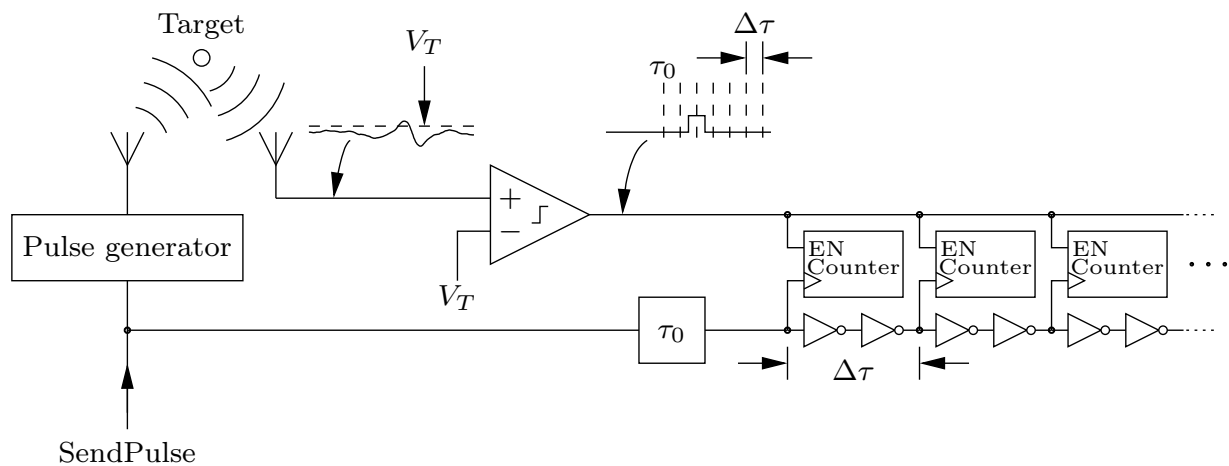 Target
V_T
Δτ
τ_0
Pulse generator
+
−
V_T
EN
Counter
EN
Counter
EN
Counter
τ_0
Δτ
SendPulse